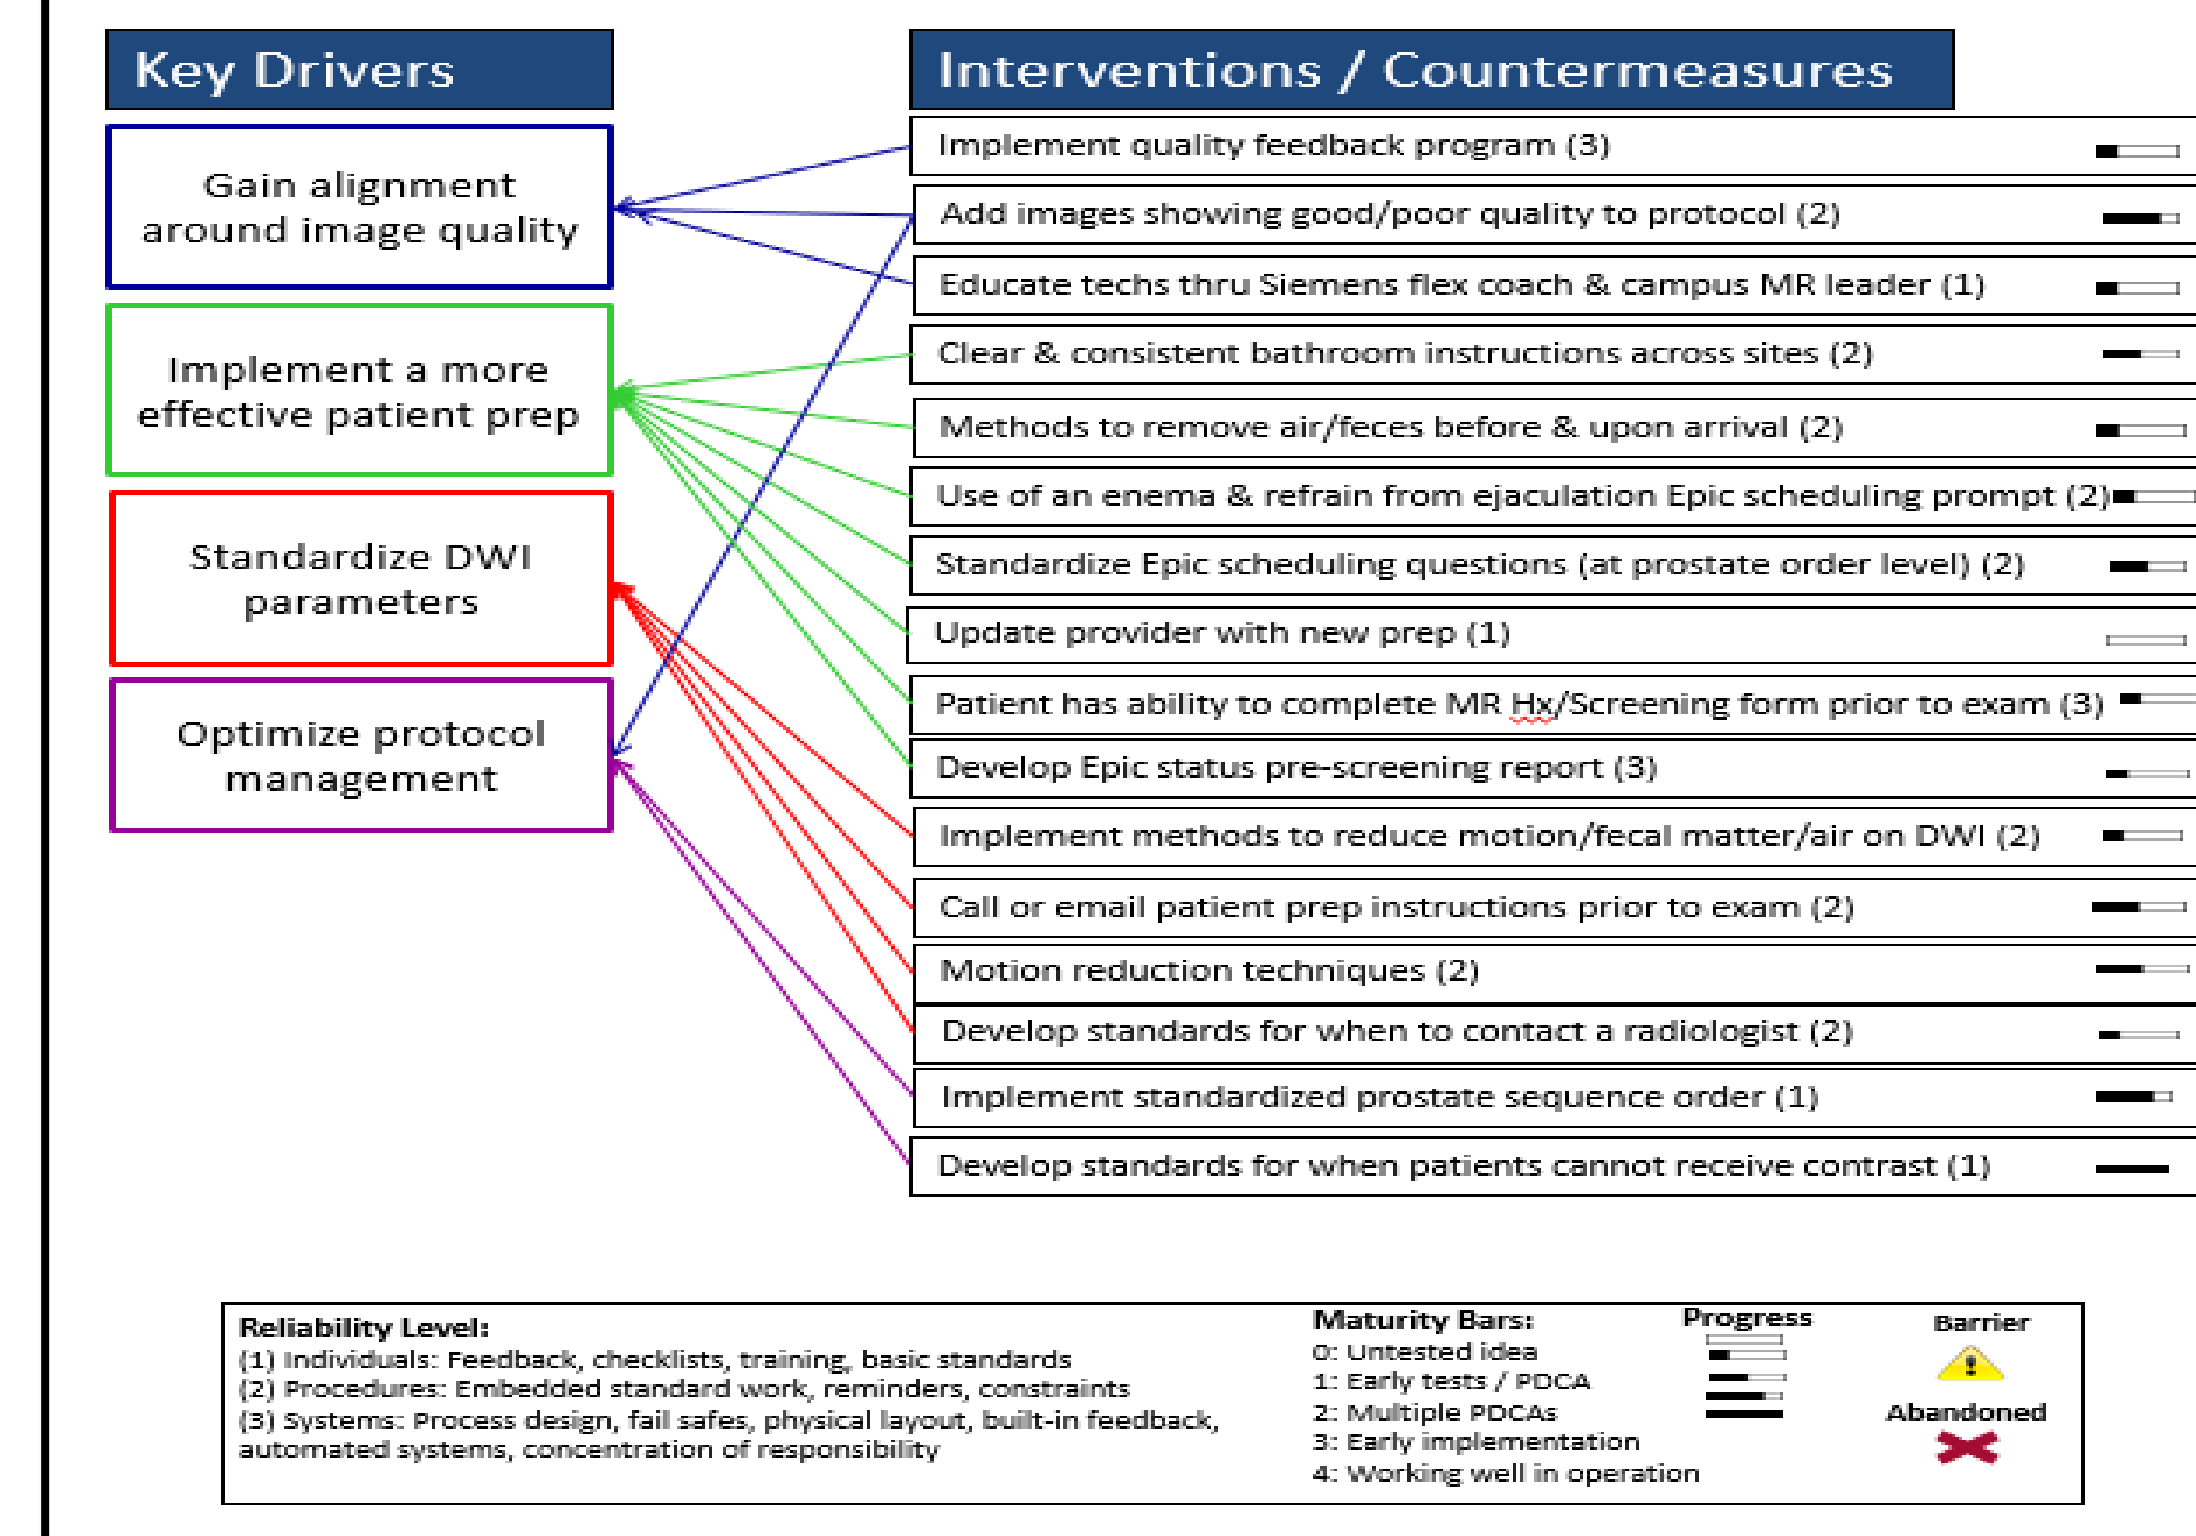 Key Drivers
Gain alignment
around image quality
Implement a more
effective patient prep
Standardize DWI
parameters
Optimize protocol
management
Interventions / Countermeasures
Implement quality feedback program (3)
Add images showing good/poor quality to protocol (2)
Educate techs thru Siemens flex coach & campus MR leader (1)
Clear & consistent bathroom instructions across sites (2)
Methods to remove air/feces before & upon arrival (2)
Use of an enema & refrain from ejaculation Epic scheduling prompt (2)
Standardize Epic scheduling questions (at prostate order level) (2)
Update provider with new prep (1)
Patient has ability to complete MR Hx/Screening form prior to exam (3)
Develop Epic status pre-screening report (3)
Implement methods to reduce motion/fecal matter/air on DWI (2)
Call or email patient prep instructions prior to exam (2)
Motion reduction techniques (2)
Develop standards for when to contact a radiologist (2)
Implement standardized prostate sequence order (1)
Develop standards for when patients cannot receive contrast (1)
Reliability Level:
(1) Individuals: Feedback, checklists, training, basic standards
(2) Procedures: Embedded standard work, reminders, constraints
(3) Systems: Process design, fail safes, physical layout, built-in feedback,
automated systems, concentration of responsibility
Maturity Bars:
0: Untested idea
1: Early tests / PDCA
2: Multiple PDCAs
3: Early implementation
4: Working well in operation
Progress
Barrier
Abandoned